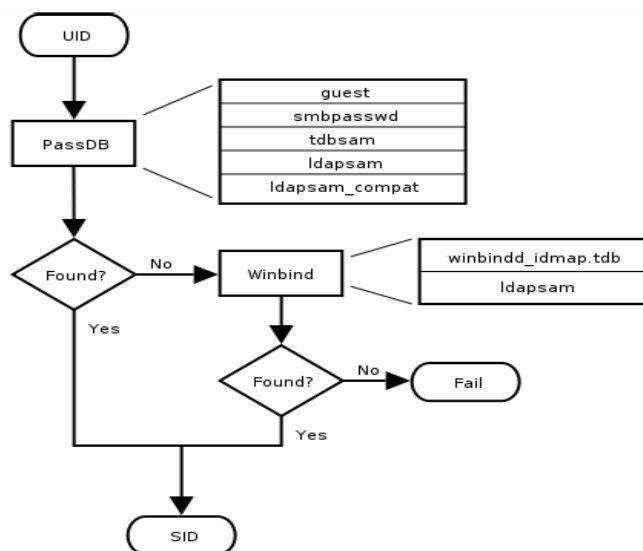 UID
PassDB
guest
smbpasswd
tdbsam
ldapsam
ldapsam_compat
Found?
No
Winbind
winbindd_idmap.tdb
ldapsam
Yes
Found?
No
Fail
Yes
SID